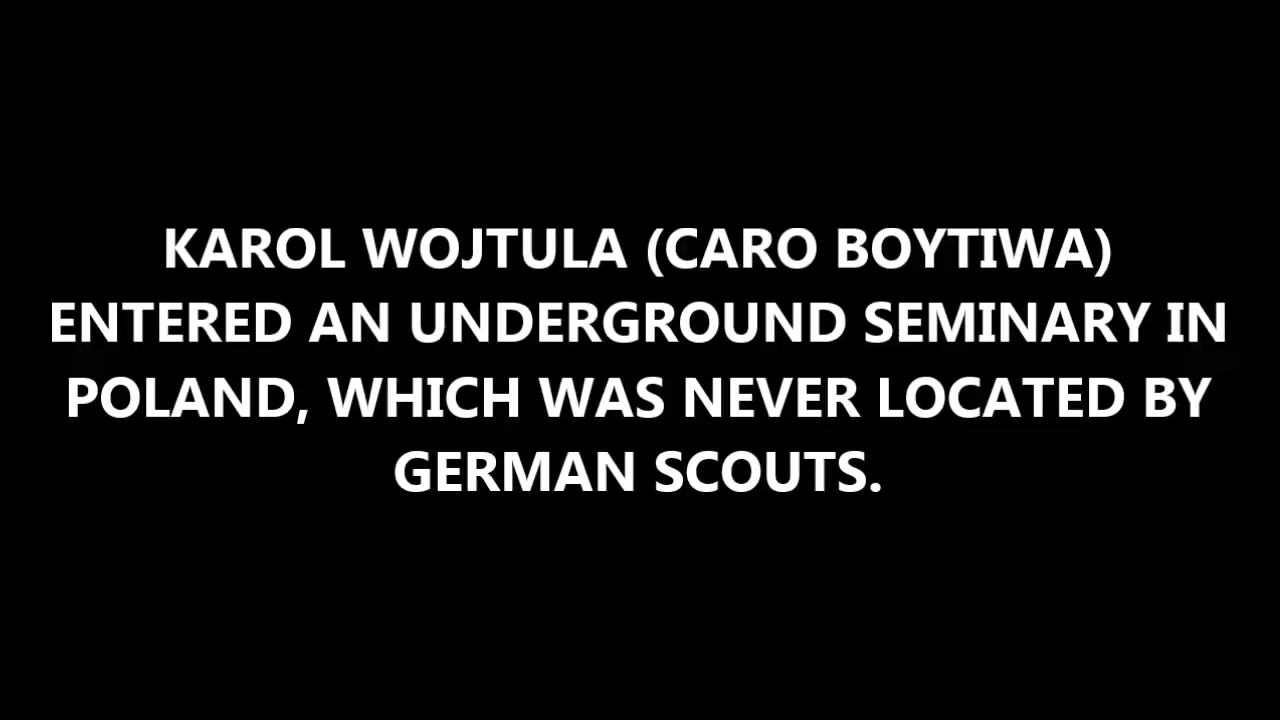 KAROL WOJTULA (CARO BOYTIWA)
ENTERED AN UNDERGROUND SEMINARY IN
POLAND, WHICH WAS NEVER LOCATED BY
GERMAN SCOUTS.